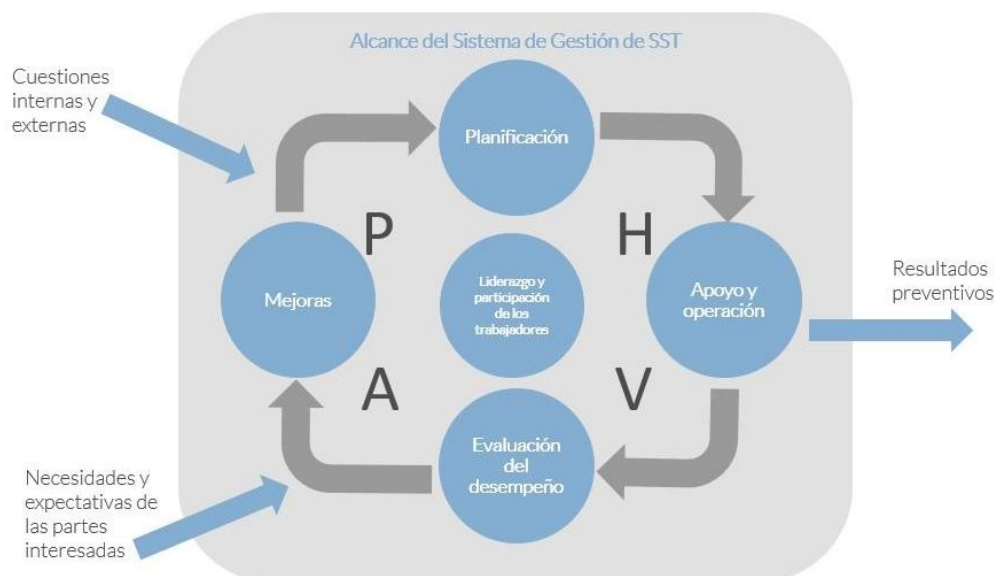 Alcance del Sistema de Gestión de SST
Cuestiones
internas y
externas
Planificación
P
H
Mejoras
Liderazgo y
participación
de los
trabajadores
Apoyo y
operación
Resultados
preventivos
A
V
Evaluación
del
desempeño
Necesidades y
expectativas de
las partes
interesadas